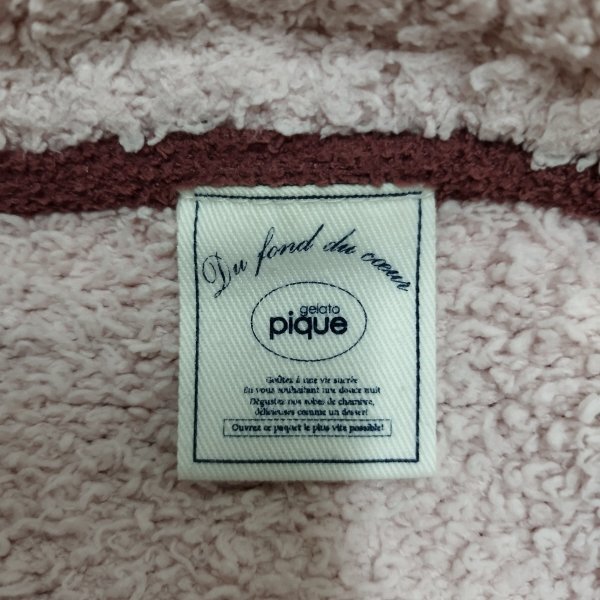 Du fond du cœur
gelato
pique
Goûtez à une vie sucrée
En vous souhaitant une douce nuit
Dégustez nos robes de chambre,
délicieuses comme un dessert
Ouvrez ce paquet le plus vite possible!